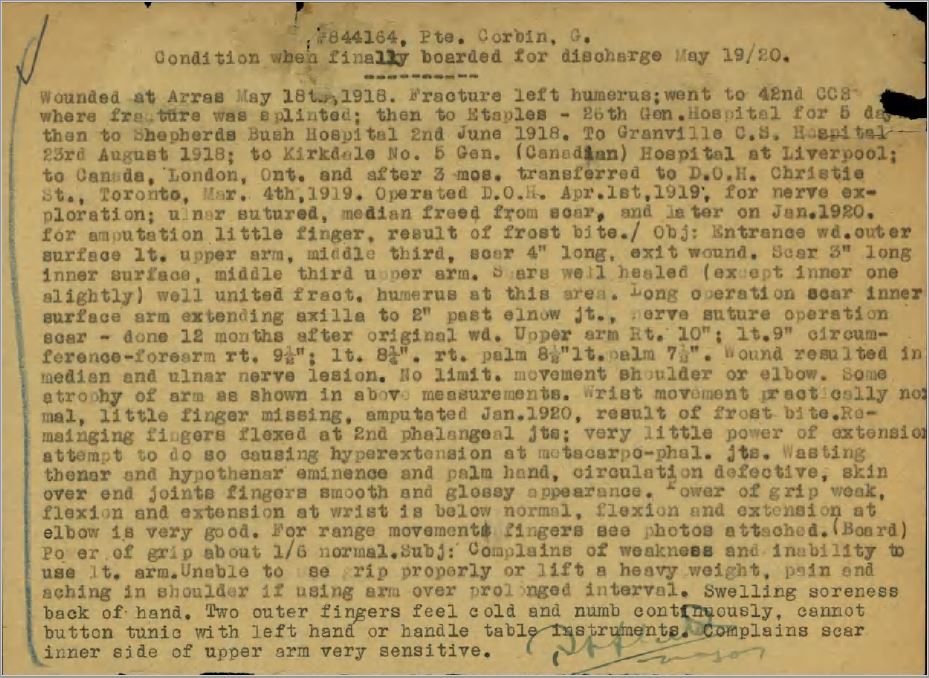 #844164, Pte. Corbin, G.
Condition when finally boarded for discharge May 19/20.
Wounded at Arras May 18th,1918. Fracture left humerus;went to 42nd CCS
where fracture was splinted; then to Etaples - 26th Gen.Hospital for 5 days
then to Shepherds Bush Hospital 2nd June 1918. To Granville C.S. Hospital
23rd August 1918; to Kirkdale No. 5 Gen. (Canadian) Hospital at Liverpool;
to Canada, London, Ont. and after 3 mos. transferred to D.O.H. Christie
St., Toronto, Mar. 4th,1919. Operated D.O.H. Apr.1st,1919, for nerve ex-
ploration; ulnar sutured, median freed from scar, and later on Jan.1920.
for amputation little finger, result of frost bite./ Obj: Entrance wd.outer
surface lt. upper arm, middle third, scar 4" long, exit wound. Scar 3" long
inner surface, middle third upper arm. Scars well healed (except inner one
slightly) well united fract. humerus at this area. Long operation scar inner
surface arm extending axilla to 2" past elnow jt., nerve suture operation
scar - done 12 months after original wd. Upper arm Rt. 10"; lt.9" circum-
ference-forearm rt. 9½"; lt. 8¾". rt. palm 8½"lt.palm 7½". Wound resulted in
median and ulnar nerve lesion. No limit. movement shoulder or elbow. Some
atrophy of arm as shown in above measurements. Wrist movement practically nor
mal, little finger missing, amputated Jan.1920, result of frost bite.Re-
mainging fingers flexed at 2nd phalangeal jts; very little power of extension
attempt to do so causing hyperextension at metacarpo-phal. jts. Wasting
thenar and hypothenar eminence and palm hand, circulation defective, skin
over end joints fingers smooth and glossy appearance. Power of grip weak,
flexion and extension at wrist is below normal, flexion and extension at
elbow is very good. For range movements fingers see photos attached.(Board)
Po er of grip about 1/6 normal.Subj: Complains of weakness and inability to
use lt. arm.Unable to se rip properly or lift a heavy weight, pain and
aching in shoulder if using arm over prolonged interval. Swelling soreness
back of hand. Two outer fingers feel cold and numb continuously, cannot
button tunic with left hand or handle table instruments. Complains scar
inner side of upper arm very sensitive.